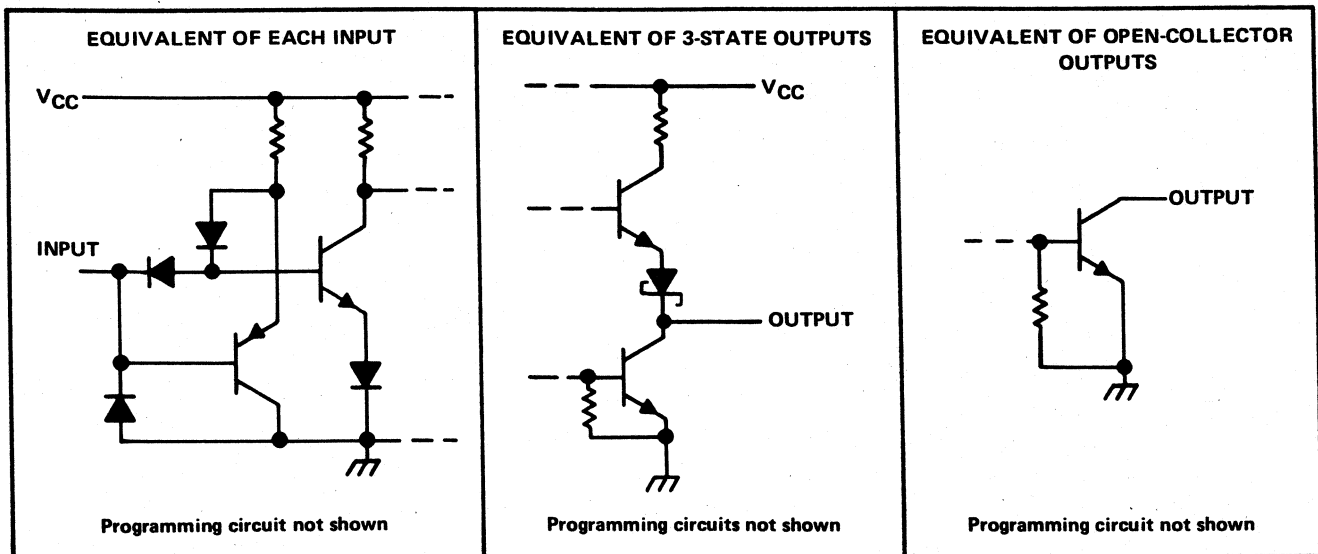 EQUIVALENT OF EACH INPUT
VCC
INPUT
Programming circuit not shown
EQUIVALENT OF 3-STATE OUTPUTS
VCC
OUTPUT
Programming circuits not shown
EQUIVALENT OF OPEN-COLLECTOR
OUTPUTS
OUTPUT
Programming circuit not shown